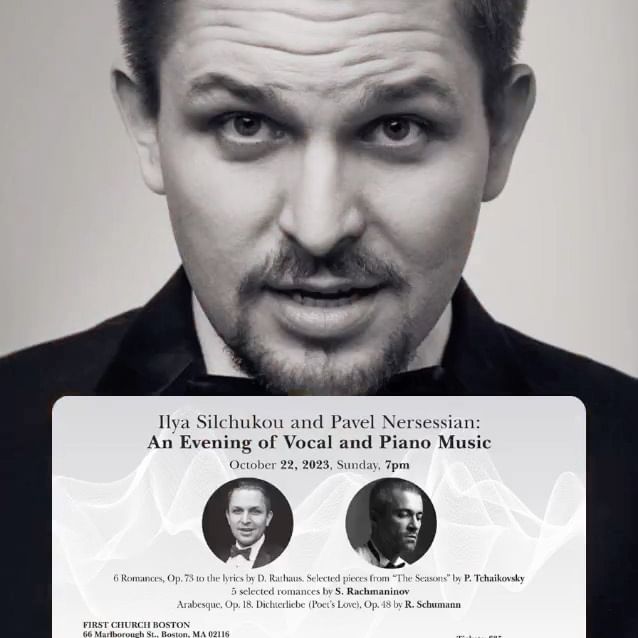 Ilya Silchukou and Pavel Nersessian:
An Evening of Vocal and Piano Music
October 22, 2023, Sunday, 7pm
6 Romances, Op. 73 to the lyrics by D. Rathaus. Selected pieces from "The Seasons" by P. Tchaikovsky
5 selected romances by S. Rachmaninov
Arabesque, Op. 18. Dichterliebe (Poet's Love), Op. 48 by R. Schumann
FIRST CHURCH BOSTON
66 Marlborough St., Boston, MA 02116